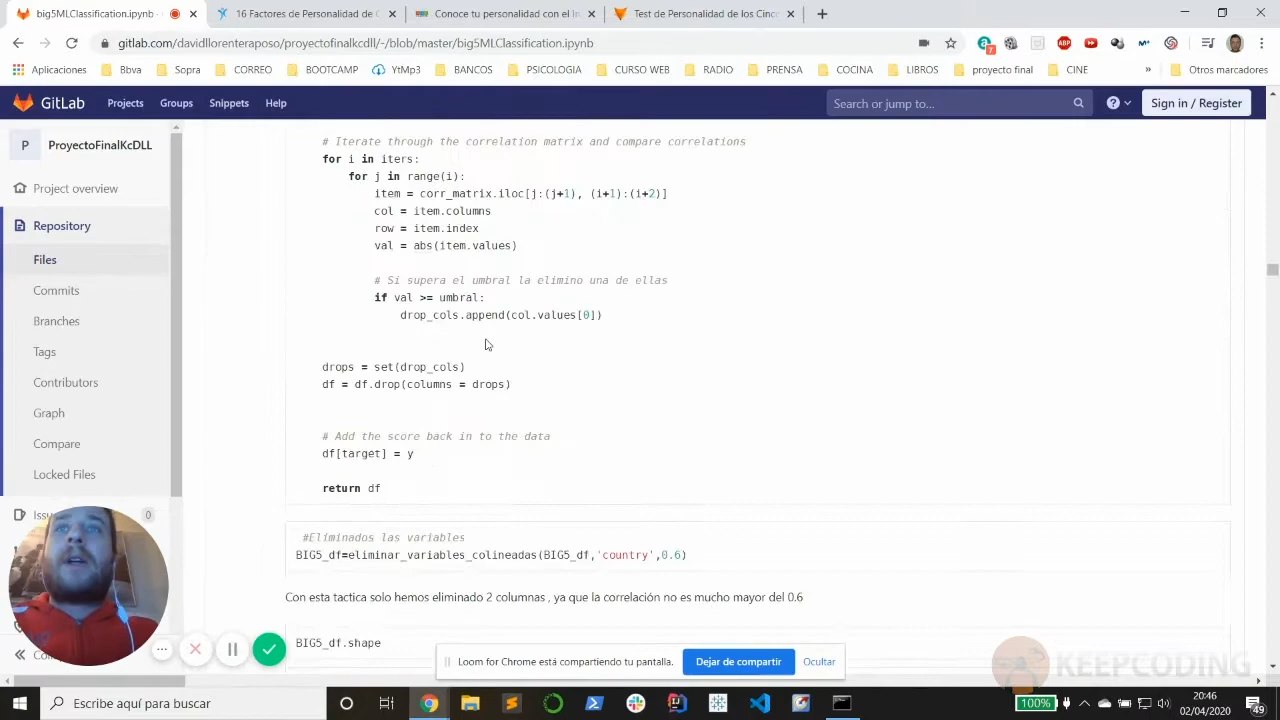 big5MLClassification.ipynb
16 Factores de Personalidad de C
Conoce tu personalidad con el In
Test de Personalidad de los Cinco
gitlab.com/davidllorenteraposo/proyectofinalkcdll/-/blob/master/big5MLClassification.ipynb
Aplicaciones
Bbva
Sopra
CORREO
BOOTCAMP
YtMp3
BANCOS
PSICOLOGIA
CURSO WEB
RADIO
PRENSA
COCINA
LIBROS
proyecto final
CINE
»
Otros marcadores
GitLab
Projects
Groups
Snippets
Help
Search or jump to...
Sign in / Register
P
ProyectoFinalKcDLL
Project overview
Repository
Files
Commits
Branches
Tags
Contributors
Graph
Compare
Locked Files
0
# Iterate through the correlation matrix and compare correlations
for i in iters:
for j in range(i):
item = corr_matrix.iloc[j:(j+1), (i+1):(i+2)]
col = item.columns
row = item.index
val = abs(item.values)
# Si supera el umbral la elimino una de ellas
if val >= umbral:
drop_cols.append(col.values[0])
drops = set(drop_cols)
df = df.drop(columns = drops)
# Add the score back in to the data
df[target] = y
return df
#Eliminados las variables
BIG5_df=eliminar_variables_colineadas(BIG5_df,'country',0.6)
Con esta tactica solo hemos eliminado 2 columnas , ya que la correlación no es mucho mayor del 0.6
BIG5_df.shape
Loom for Chrome está compartiendo tu pantalla.
Dejar de compartir
Ocultar
KEEPCODING
Escribe aquí para buscar
100%
20:46
02/04/2020
49